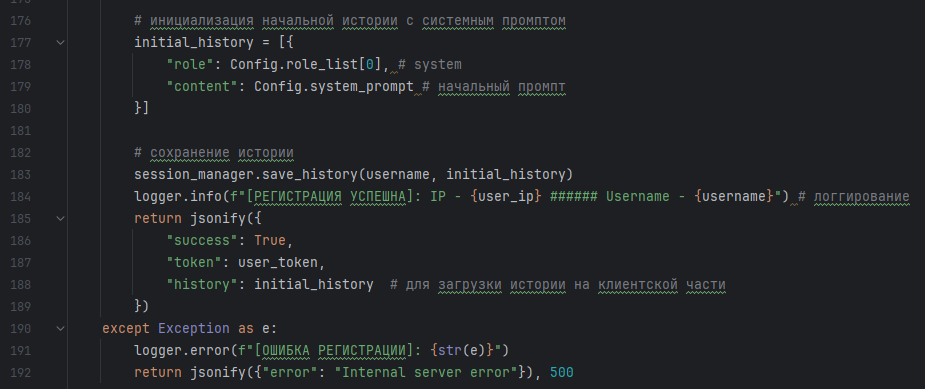 176 # инициализация начальной истории с системным промптом
177 initial_history = [{
178 "role": Config.role_list[0], # system
179 "content": Config.system_prompt # начальный промпт
180 }]
181
182 # сохранение истории
183 session_manager.save_history(username, initial_history)
184 logger.info(f"[РЕГИСТРАЦИЯ УСПЕШНА]: IP - {user_ip} ###### Username - {username}") # логгирование
185 return jsonify({
186 "success": True,
187 "token": user_token,
188 "history": initial_history # для загрузки истории на клиентской части
189 })
190 except Exception as e:
191 logger.error(f"[ОШИБКА РЕГИСТРАЦИИ]: {str(e)}")
192 return jsonify({"error": "Internal server error"}), 500